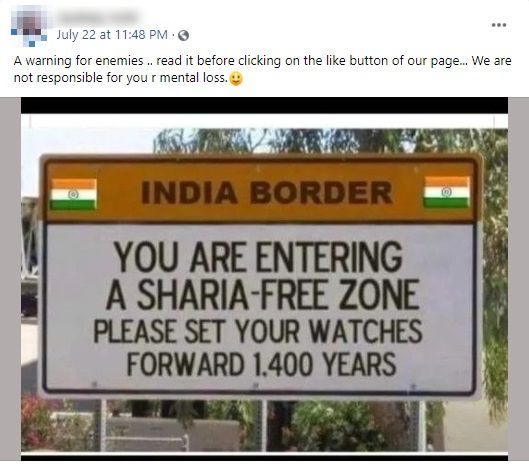 July 22 at 11:48 PM ·
A warning for enemies .. read it before clicking on the like button of our page... We are
not responsible for you r mental loss.
INDIA BORDER
YOU ARE ENTERING
A SHARIA-FREE ZONE
PLEASE SET YOUR WATCHES
FORWARD 1,400 YEARS